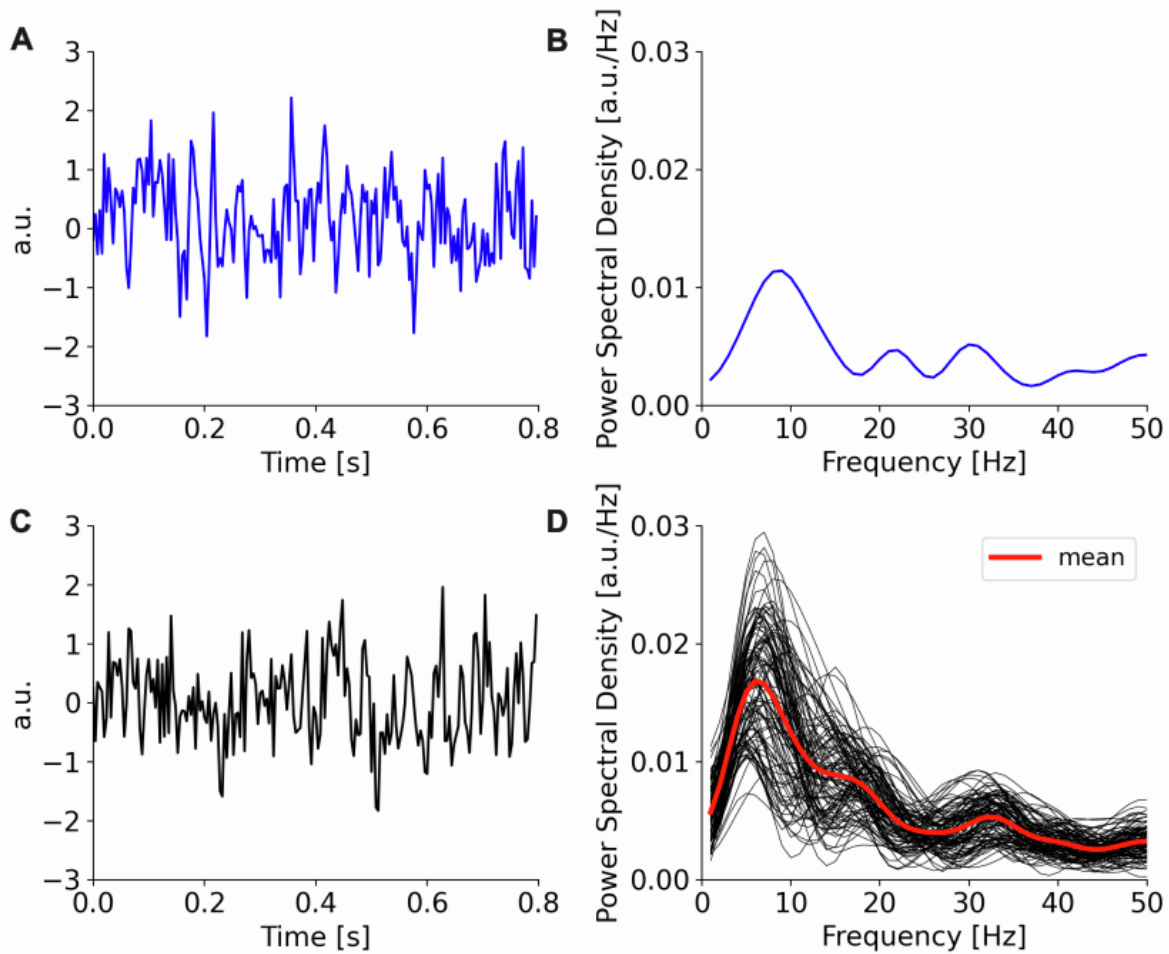 A
3
2
1
0
−1
−2
−3
a.u.
0.0 0.2 0.4 0.6 0.8
Time [s]
B
0.03
0.02
0.01
0.00
Power Spectral Density [a.u./Hz]
0 10 20 30 40 50
Frequency [Hz]
C
3
2
1
0
−1
−2
−3
a.u.
0.0 0.2 0.4 0.6 0.8
Time [s]
D
0.03
0.02
0.01
0.00
Power Spectral Density [a.u./Hz]
mean
0 10 20 30 40 50
Frequency [Hz]